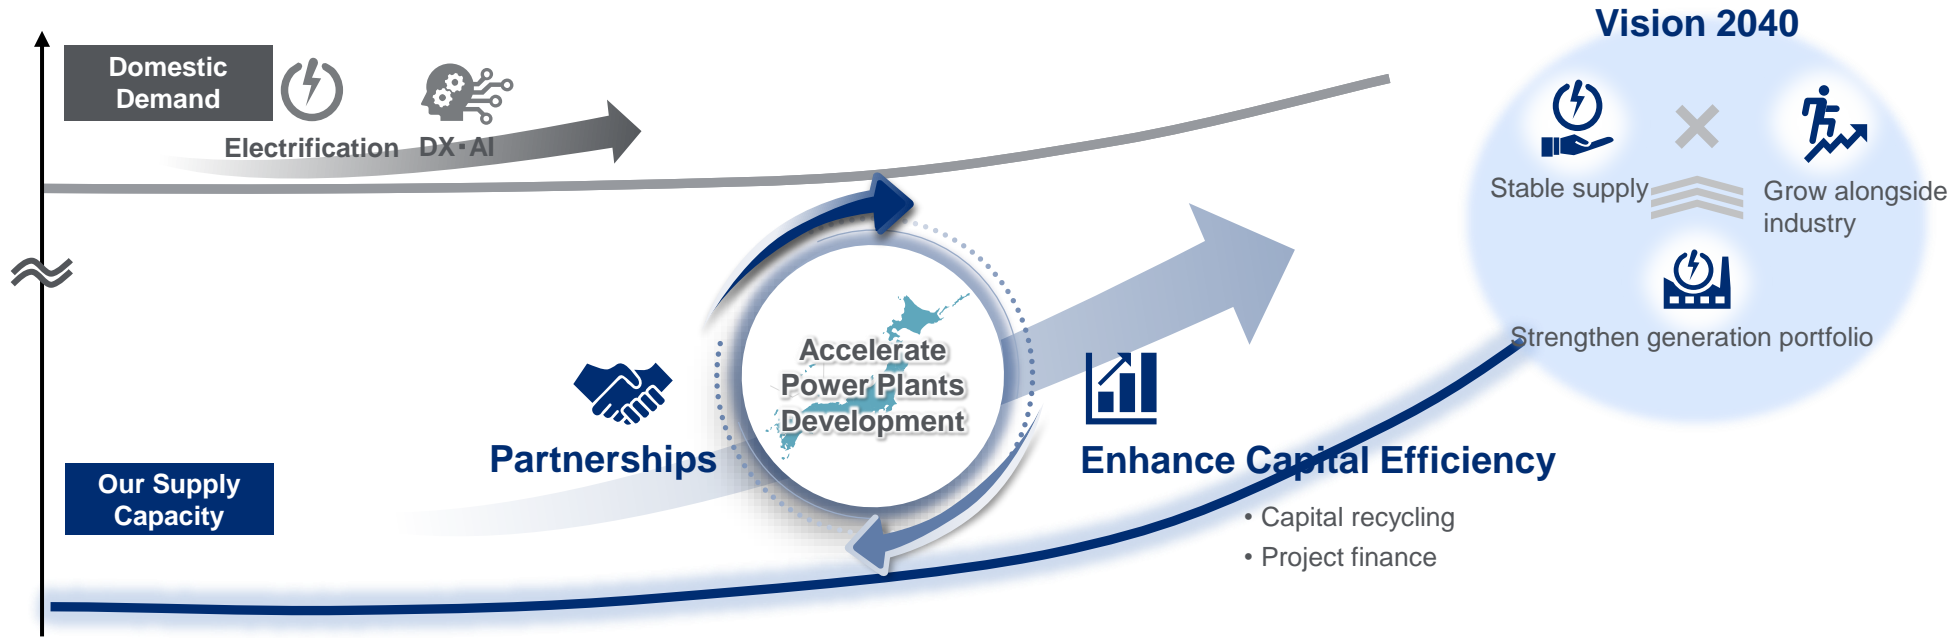 Vision 2040
Domestic
Demand
Electrification
DX・AI
Stable supply
Grow alongside
industry
Strengthen generation portfolio
Accelerate
Power Plants
Development
Partnerships
Enhance Capital Efficiency
• Capital recycling
• Project finance
Our Supply
Capacity